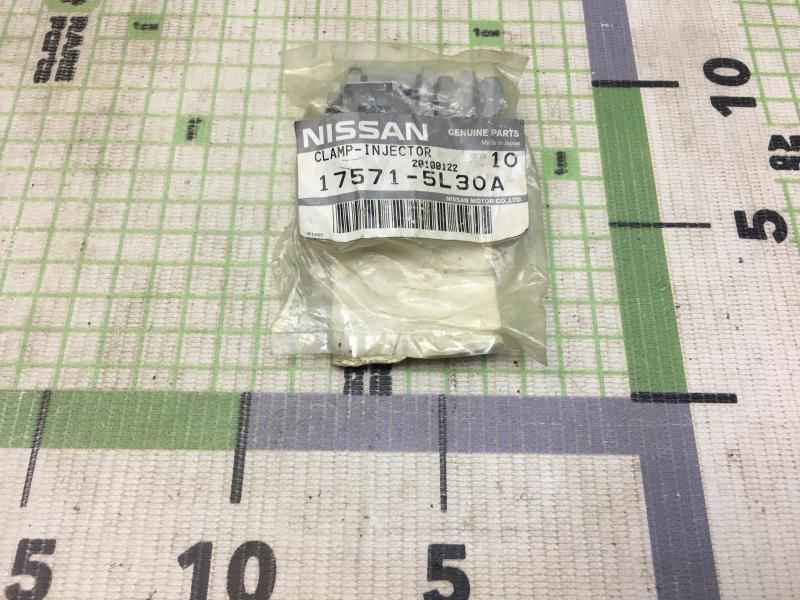 NISSAN GENUINE PARTS
Made in Japan
CLAMP-INJECTOR Q'TY 10
20100122
17571-5L30A
NISSAN MOTOR CO.,LTD.
10
5
5
10
5